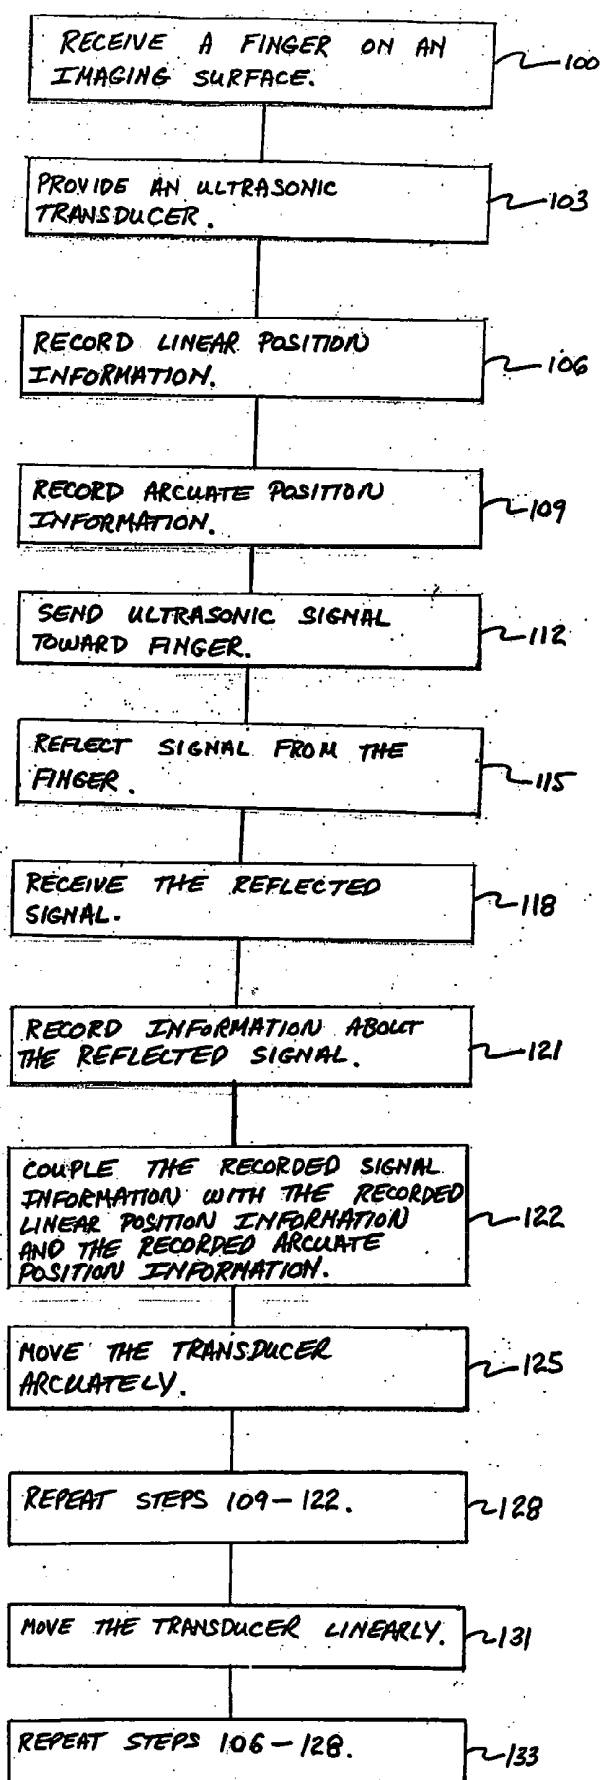 RECEIVE A FINGER ON AN
IMAGING SURFACE.
100
PROVIDE AN ULTRASONIC
TRANSDUCER.
103
RECORD LINEAR POSITION
INFORMATION.
106
RECORD ARCUATE POSITION
INFORMATION.
109
SEND ULTRASONIC SIGNAL
TOWARD FINGER.
112
REFLECT SIGNAL FROM THE
FINGER.
115
RECEIVE THE REFLECTED
SIGNAL.
118
RECORD INFORMATION ABOUT
THE REFLECTED SIGNAL.
121
COUPLE THE RECORDED SIGNAL
INFORMATION WITH THE RECORDED
LINEAR POSITION INFORMATION
AND THE RECORDED ARCUATE
POSITION INFORMATION.
122
MOVE THE TRANSDUCER
ARCUATELY.
125
REPEAT STEPS 109-122.
128
MOVE THE TRANSDUCER LINEARLY.
131
REPEAT STEPS 106-128.
133